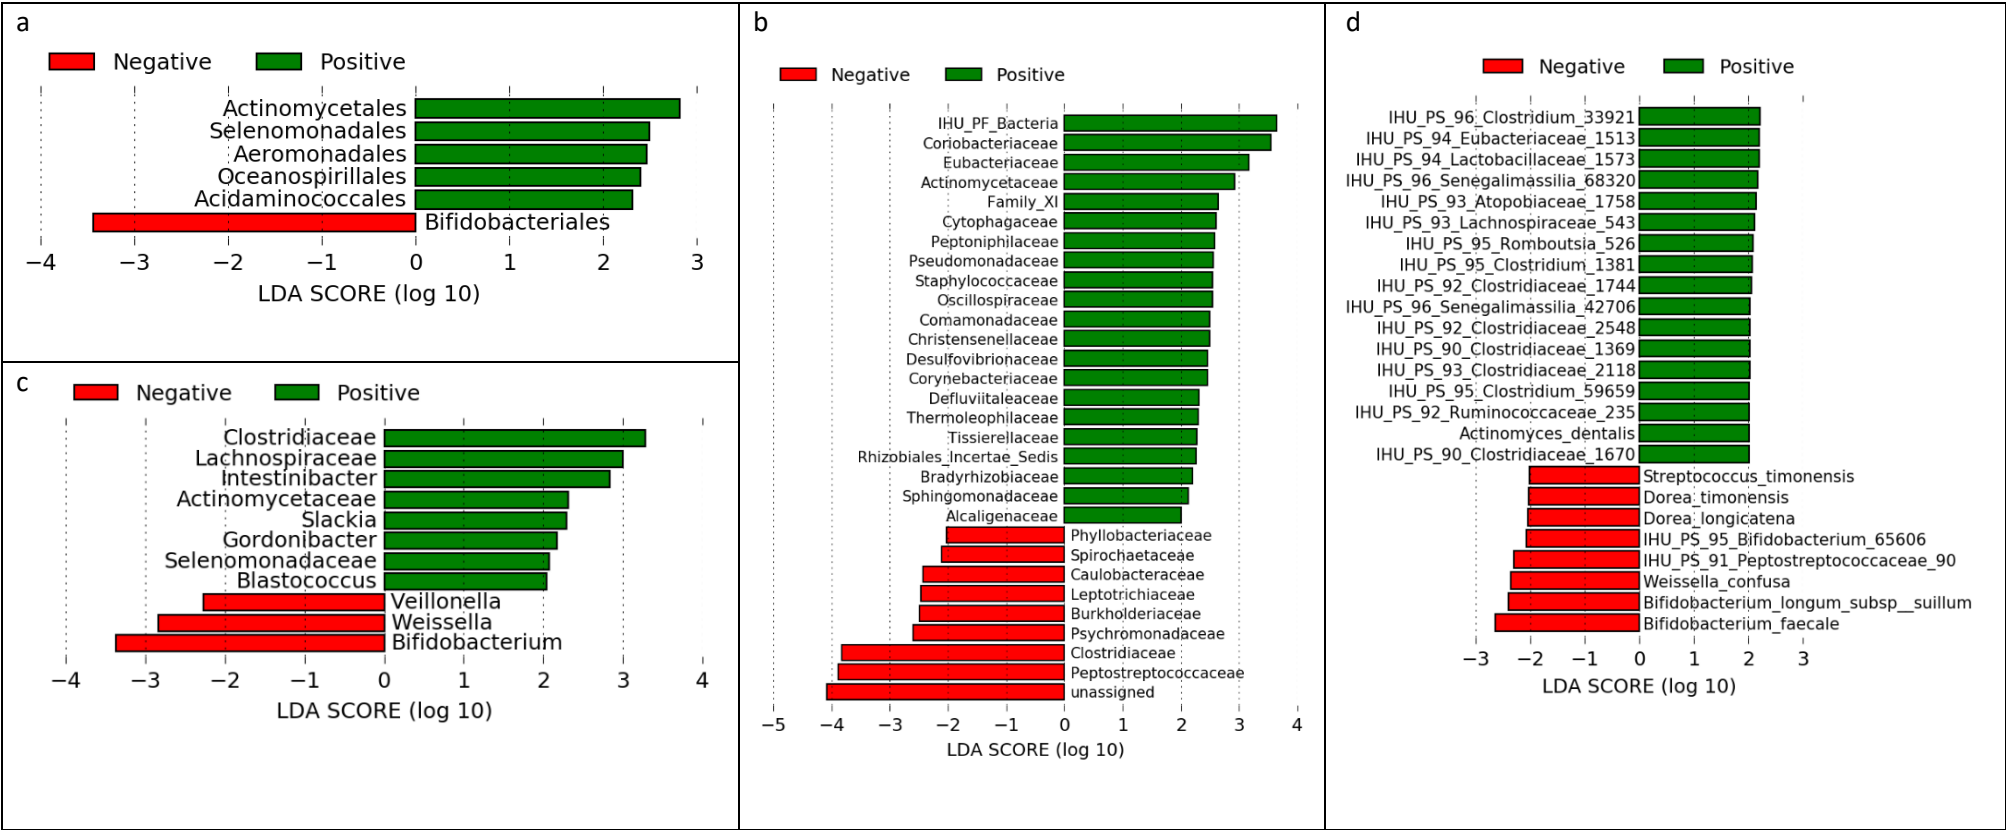 a
Negative Positive
Actinomycetales
Selenomonadales
Aeromonadales
Oceanospirillales
Acidaminococcales
Bifidobacteriales
−4 −3 −2 −1 0 1 2 3
LDA SCORE (log 10)
c
Negative Positive
Clostridiaceae
Lachnospiraceae
Intestinibacter
Actinomycetaceae
Slackia
Gordonibacter
Selenomonadaceae
Blastococcus
Veillonella
Weissella
Bifidobacterium
−4 −3 −2 −1 0 1 2 3 4
LDA SCORE (log 10)
b
Negative Positive
IHU_PF_Bacteria
Coriobacteriaceae
Eubacteriaceae
Actinomycetaceae
Family_XI
Cytophagaceae
Peptoniphilaceae
Pseudomonadaceae
Staphylococcaceae
Oscillospiraceae
Comamonadaceae
Christensenellaceae
Desulfovibrionaceae
Corynebacteriaceae
Defluviitaleaceae
Thermoleophilaceae
Tissierellaceae
Rhizobiales_Incertae_Sedis
Bradyrhizobiaceae
Sphingomonadaceae
Alcaligenaceae
Phyllobacteriaceae
Spirochaetaceae
Caulobacteraceae
Leptotrichiaceae
Burkholderiaceae
Psychromonadaceae
Clostridiaceae
Peptostreptococcaceae
unassigned
−5 −4 −3 −2 −1 0 1 2 3 4
LDA SCORE (log 10)
d
Negative Positive
IHU_PS_96_Clostridium_33921
IHU_PS_94_Eubacteriaceae_1513
IHU_PS_94_Lactobacillaceae_1573
IHU_PS_96_Senegalimassilia_68320
IHU_PS_93_Atopobiaceae_1758
IHU_PS_93_Lachnospiraceae_543
IHU_PS_95_Romboutsia_526
IHU_PS_95_Clostridium_1381
IHU_PS_92_Clostridiaceae_1744
IHU_PS_96_Senegalimassilia_42706
IHU_PS_92_Clostridiaceae_2548
IHU_PS_90_Clostridiaceae_1369
IHU_PS_93_Clostridiaceae_2118
IHU_PS_95_Clostridium_59659
IHU_PS_92_Ruminococcaceae_235
Actinomyces_dentalis
IHU_PS_90_Clostridiaceae_1670
Streptococcus_timonensis
Dorea_timonensis
Dorea_longicatena
IHU_PS_95_Bifidobacterium_65606
IHU_PS_91_Peptostreptococcaceae_90
Weissella_confusa
Bifidobacterium_longum_subsp__suillum
Bifidobacterium_faecale
−3 −2 −1 0 1 2 3
LDA SCORE (log 10)